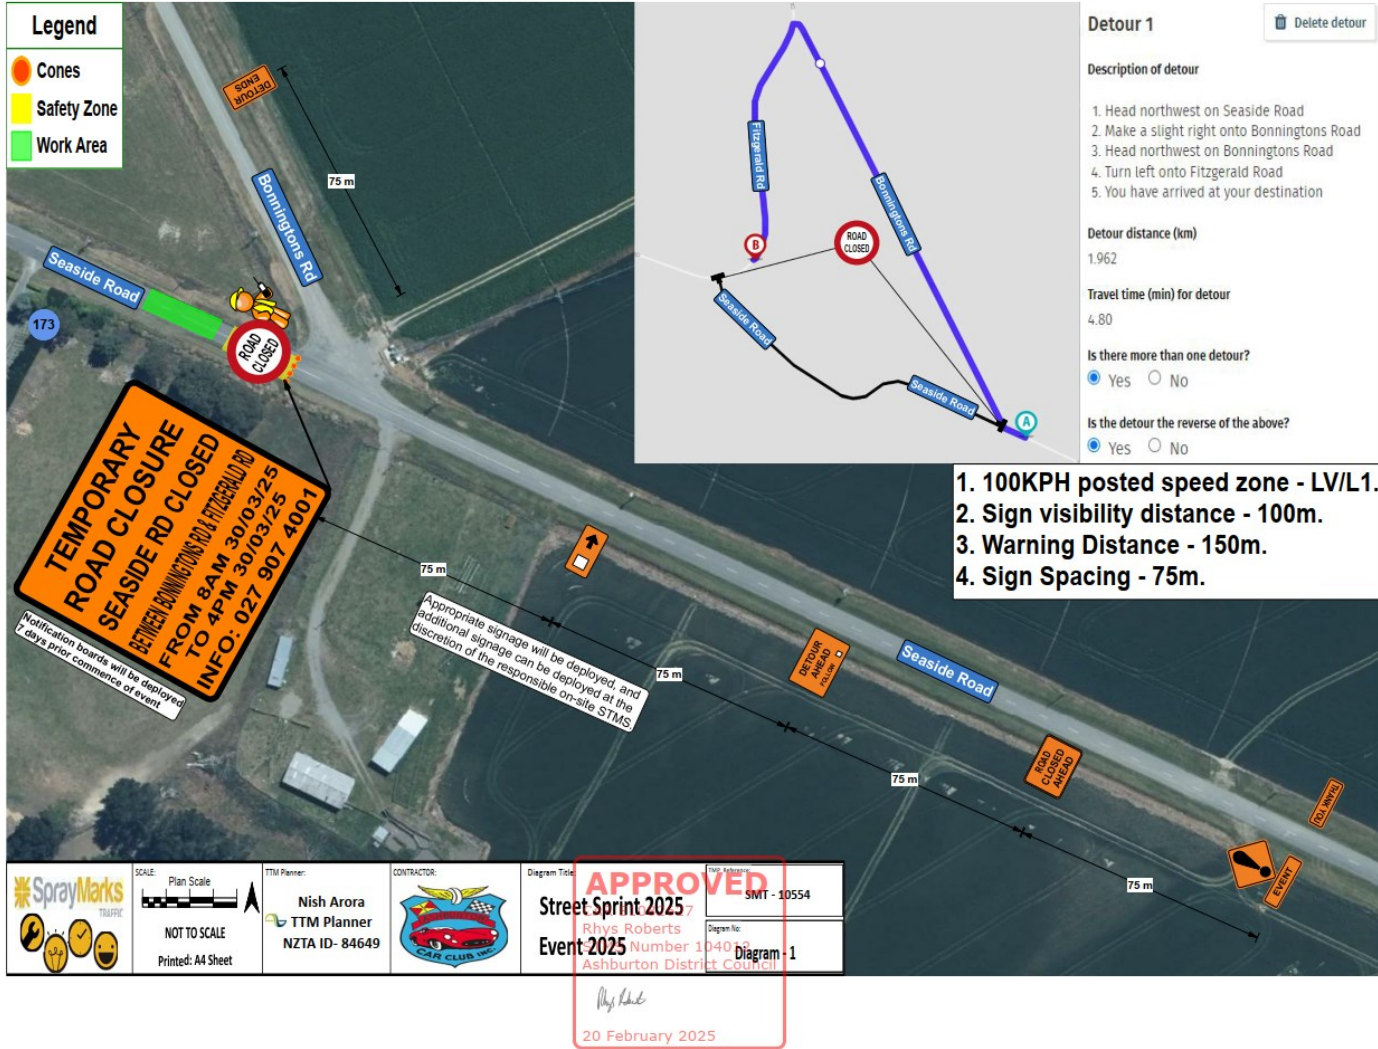 Legend
Cones
Safety Zone
Work Area
DETOUR
ENDS
75 m
Bonningtons Rd
Seaside Road
173
ROAD
CLOSED
TEMPORARY
ROAD CLOSURE
SEASIDE RD CLOSED
BETWEEN BONNINGTONS RD & FITZGERALD RD
FROM 8AM 30/03/25
TO 4PM 30/03/25
INFO: 027 907 4001
Notification boards will be deployed
7 days prior commence of event
75 m
Appropriate signage will be deployed, and
additional signage can be deployed at the
discretion of the responsible on-site STMS.
75 m
DETOUR
AHEAD
FOLLOW
Seaside Road
75 m
ROAD
CLOSED
AHEAD
THANK YOU
EVENT
75 m
Fitzgerald Rd
Bonningtons Rd
ROAD
CLOSED
B
Seaside Road
Seaside Road
A
Detour 1
Delete detour
Description of detour
1. Head northwest on Seaside Road
2. Make a slight right onto Bonningtons Road
3. Head northwest on Bonningtons Road
4. Turn left onto Fitzgerald Road
5. You have arrived at your destination
Detour distance (km)
1.962
Travel time (min) for detour
4.80
Is there more than one detour?
Yes No
Is the detour the reverse of the above?
Yes No
1. 100KPH posted speed zone - LV/L1.
2. Sign visibility distance - 100m.
3. Warning Distance - 150m.
4. Sign Spacing - 75m.
SprayMarks
TRAFFIC
SCALE:
Plan Scale
NOT TO SCALE
Printed: A4 Sheet
TTM Planner:
Nish Arora
TTM Planner
NZTA ID- 84649
CONTRACTOR:
ASHBURTON
CAR CLUB INC.
Diagram Title:
Street Sprint 2025
Event 2025
TMP Reference:
SMT - 10554
Diagram No:
Diagram - 1
APPROVED
Rhys Roberts
Number 104012
Ashburton District Council
20 February 2025